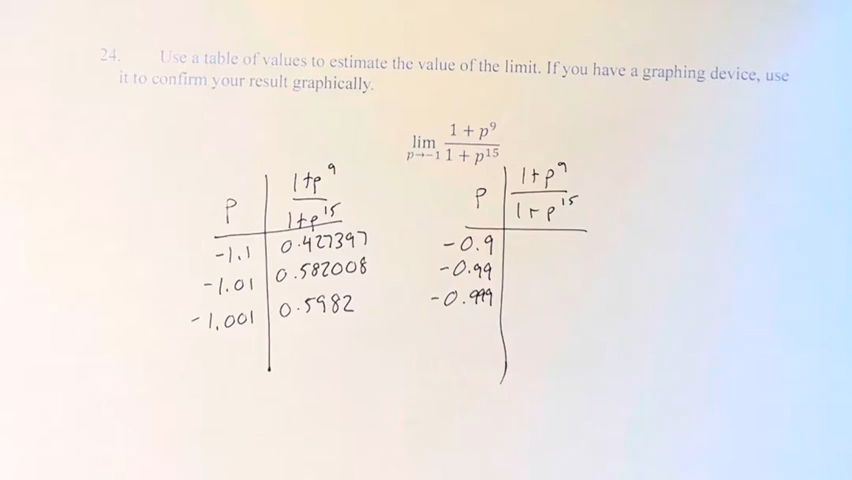 24. Use a table of values to estimate the value of the limit. If you have a graphing device, use
it to confirm your result graphically.
lim p→-1 (1 + p⁹)/(1 + p¹⁵)
P | (1+p⁹)/(1+p¹⁵)
-1.1 | 0.427397
-1.01 | 0.582008
-1.001 | 0.5982
P | (1+p⁹)/(1+p¹⁵)
-0.9
-0.99
-0.999